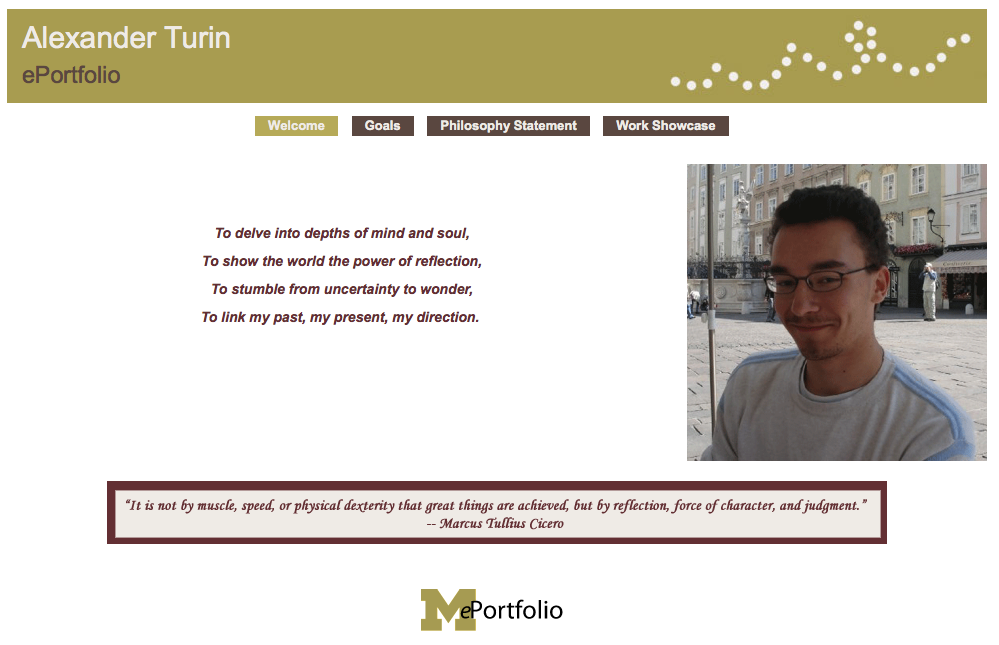 Alexander Turin
ePortfolio
Welcome Goals Philosophy Statement Work Showcase
To delve into depths of mind and soul,
To show the world the power of reflection,
To stumble from uncertainty to wonder,
To link my past, my present, my direction.
“It is not by muscle, speed, or physical dexterity that great things are achieved, but by reflection, force of character, and judgment.”
-- Marcus Tullius Cicero
MePortfolio